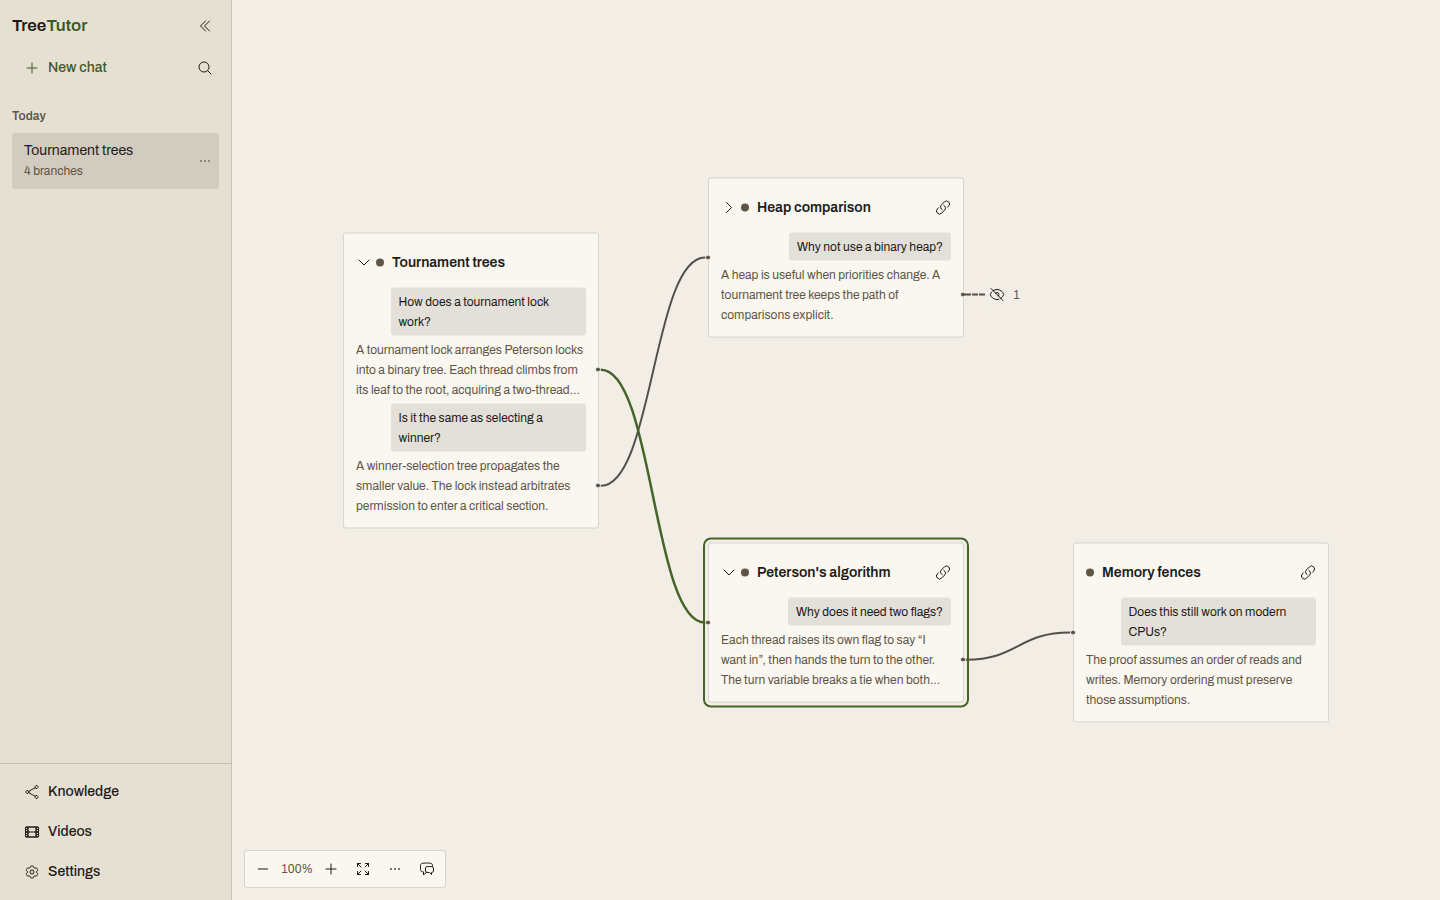 TreeTutor
New chat
Today
Tournament trees
4 branches
Knowledge
Videos
Settings
Tournament trees
How does a tournament lock
work?
A tournament lock arranges Peterson locks
into a binary tree. Each thread climbs from
its leaf to the root, acquiring a two-thread…
Is it the same as selecting a
winner?
A winner-selection tree propagates the
smaller value. The lock instead arbitrates
permission to enter a critical section.
Heap comparison
Why not use a binary heap?
A heap is useful when priorities change. A
tournament tree keeps the path of
comparisons explicit.
1
Peterson's algorithm
Why does it need two flags?
Each thread raises its own flag to say “I
want in”, then hands the turn to the other.
The turn variable breaks a tie when both…
Memory fences
Does this still work on modern
CPUs?
The proof assumes an order of reads and
writes. Memory ordering must preserve
those assumptions.
100%